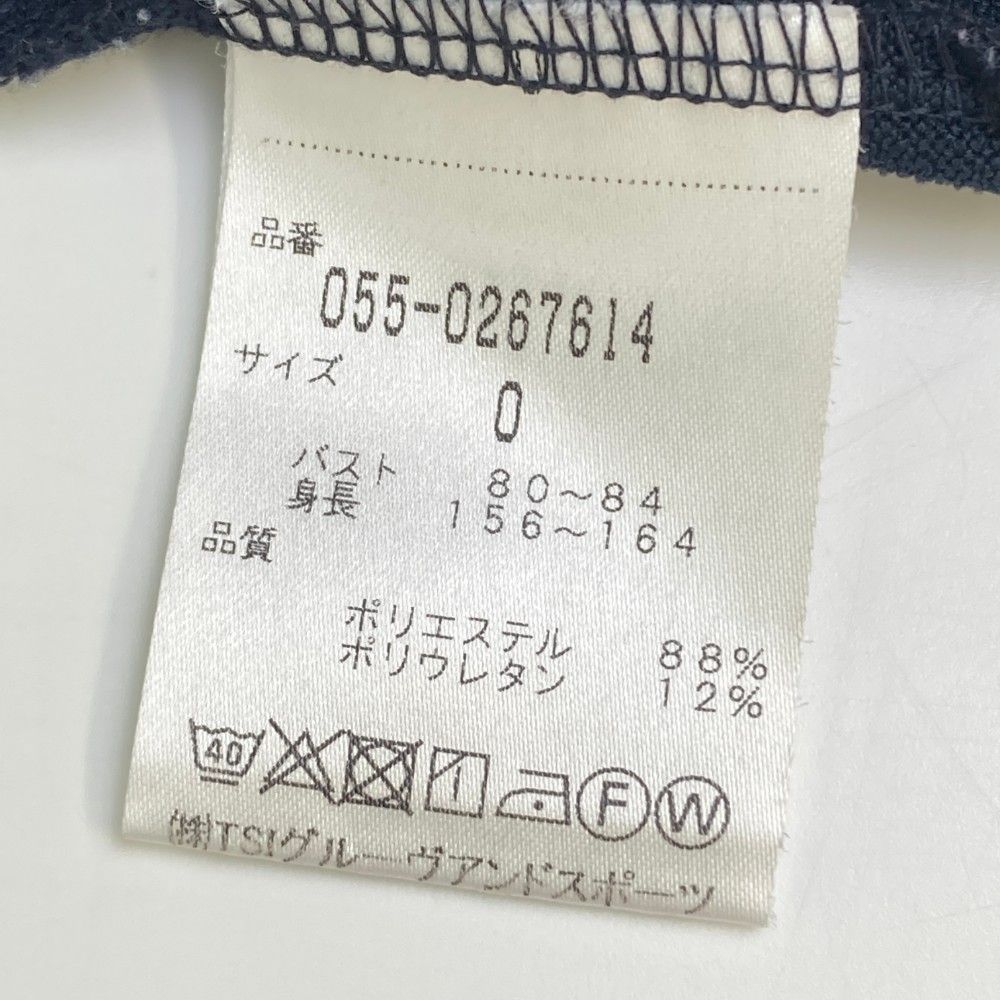 品番
055-0267614
サイズ
0
バスト 80~84
身長 156~164
品質
ポリエステル 88%
ポリウレタン 12%
40 F W
(株)TSIグルーヴアンドスポーツ